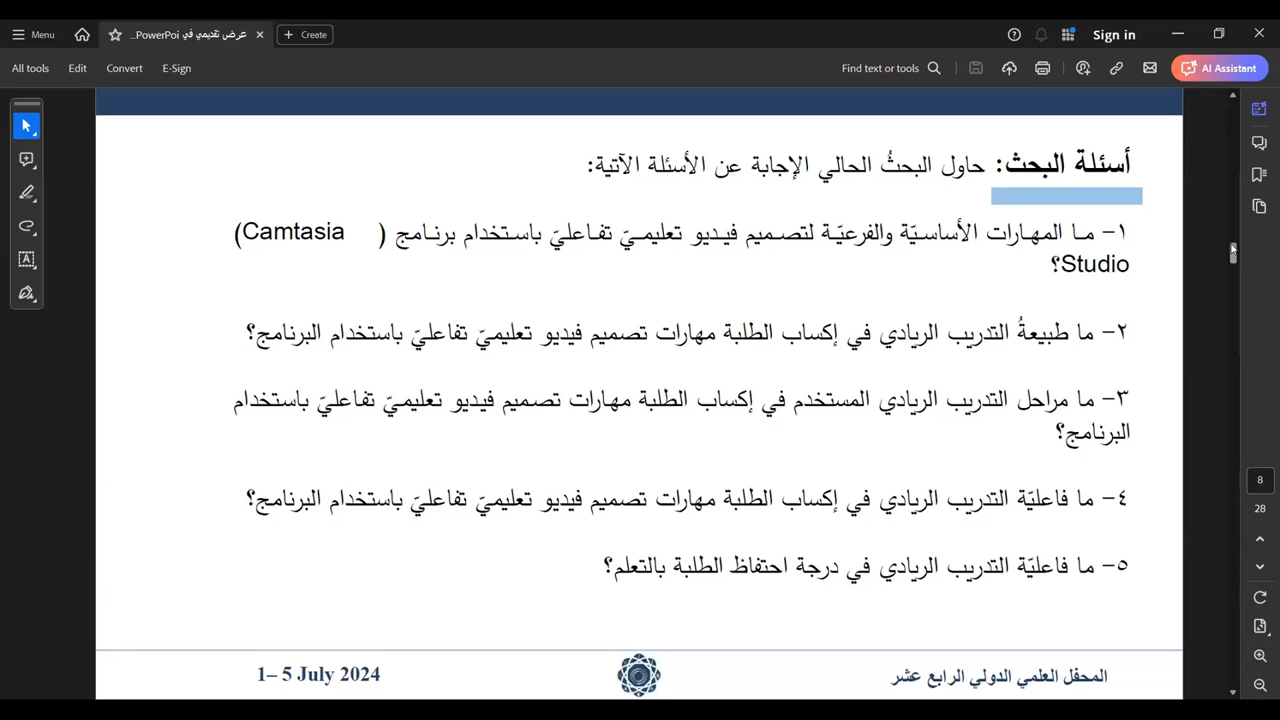 Menu
عرض تقديمي في PowerPoi...
Create
Sign in
All tools
Edit
Convert
E-Sign
Find text or tools
AI Assistant
أسئلة البحث: حاول البحثُ الحالي الإجابة عن الأسئلة الآتية:
١- ما المهارات الأساسيّة والفرعيّة لتصميم فيديو تعليميّ تفاعليّ باستخدام برنامج (Camtasia
Studio)؟
٢- ما طبيعةُ التدريب الريادي في إكساب الطلبة مهارات تصميم فيديو تعليميّ تفاعليّ باستخدام البرنامج؟
٣- ما مراحل التدريب الريادي المستخدم في إكساب الطلبة مهارات تصميم فيديو تعليميّ تفاعليّ باستخدام
البرنامج؟
٤- ما فاعليّة التدريب الريادي في إكساب الطلبة مهارات تصميم فيديو تعليميّ تفاعليّ باستخدام البرنامج؟
٥- ما فاعليّة التدريب الريادي في درجة احتفاظ الطلبة بالتعلم؟
8
28
المحفل العلمي الدولي الرابع عشر
1– 5 July 2024